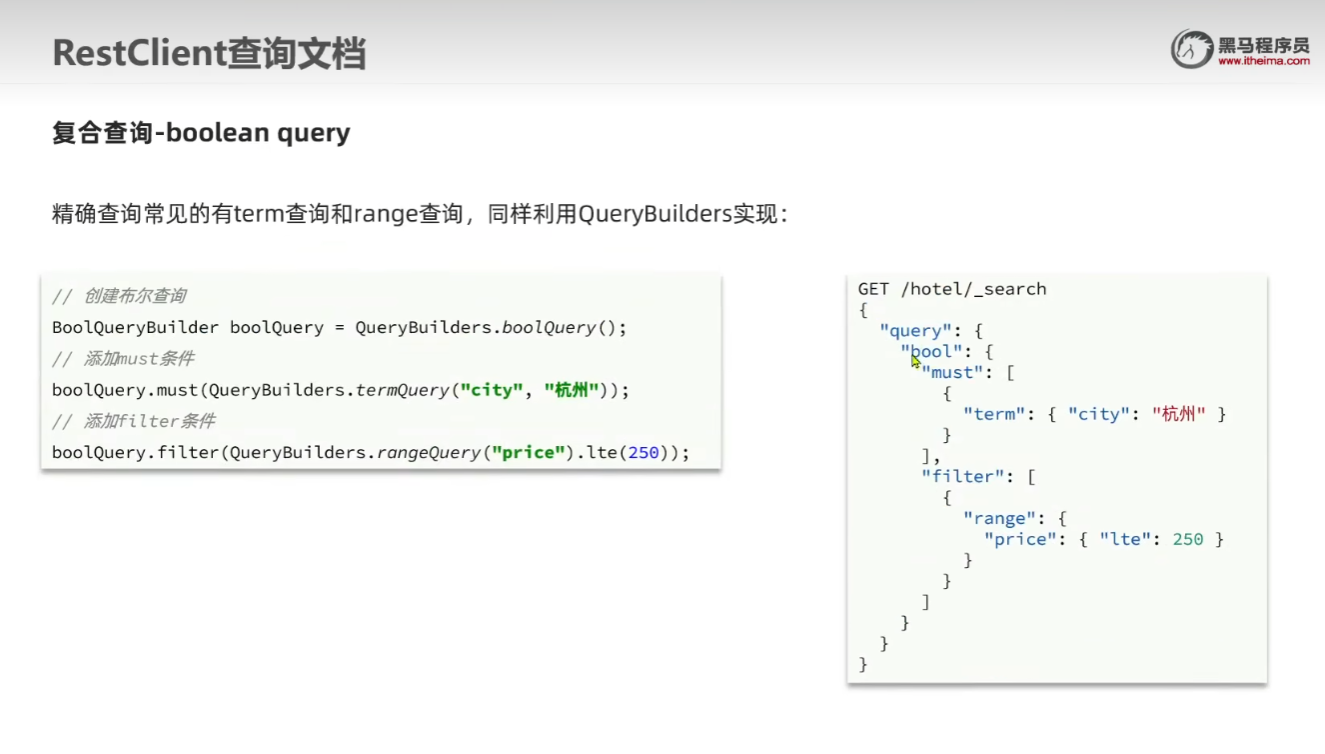 RestClient查询文档
黑马程序员
www.itheima.com
复合查询-boolean query
精确查询常见的有term查询和range查询，同样利用QueryBuilders实现：
// 创建布尔查询
BoolQueryBuilder boolQuery = QueryBuilders.boolQuery();
// 添加must条件
boolQuery.must(QueryBuilders.termQuery("city", "杭州"));
// 添加filter条件
boolQuery.filter(QueryBuilders.rangeQuery("price").lte(250));
GET /hotel/_search
{
  "query": {
    "bool": {
      "must": [
        {
          "term": { "city": "杭州" }
        }
      ],
      "filter": [
        {
          "range": {
            "price": { "lte": 250 }
          }
        }
      ]
    }
  }
}